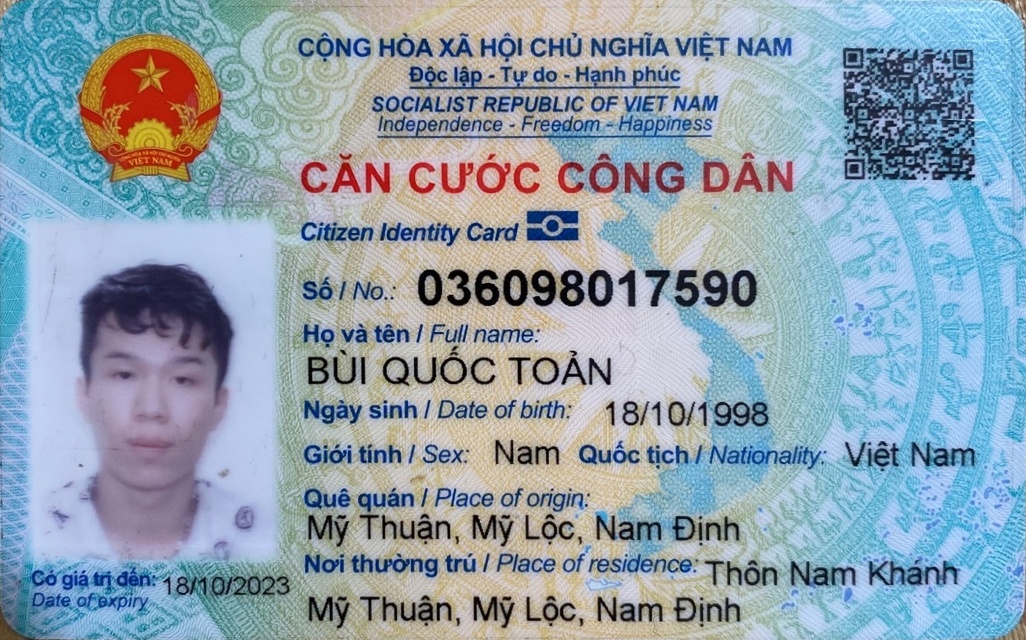 CỘNG HÒA XÃ HỘI CHỦ NGHĨA VIỆT NAM
Độc lập - Tự do - Hạnh phúc
SOCIALIST REPUBLIC OF VIET NAM
Independence - Freedom - Happiness
VIỆT NAM
CĂN CƯỚC CÔNG DÂN
Citizen Identity Card
Số / No.: 036098017590
Họ và tên / Full name:
BÙI QUỐC TOẢN
Ngày sinh / Date of birth: 18/10/1998
Giới tính / Sex: Nam Quốc tịch / Nationality: Việt Nam
Quê quán / Place of origin:
Mỹ Thuận, Mỹ Lộc, Nam Định
Nơi thường trú / Place of residence: Thôn Nam Khánh
Mỹ Thuận, Mỹ Lộc, Nam Định
Có giá trị đến: 18/10/2023
Date of expiry